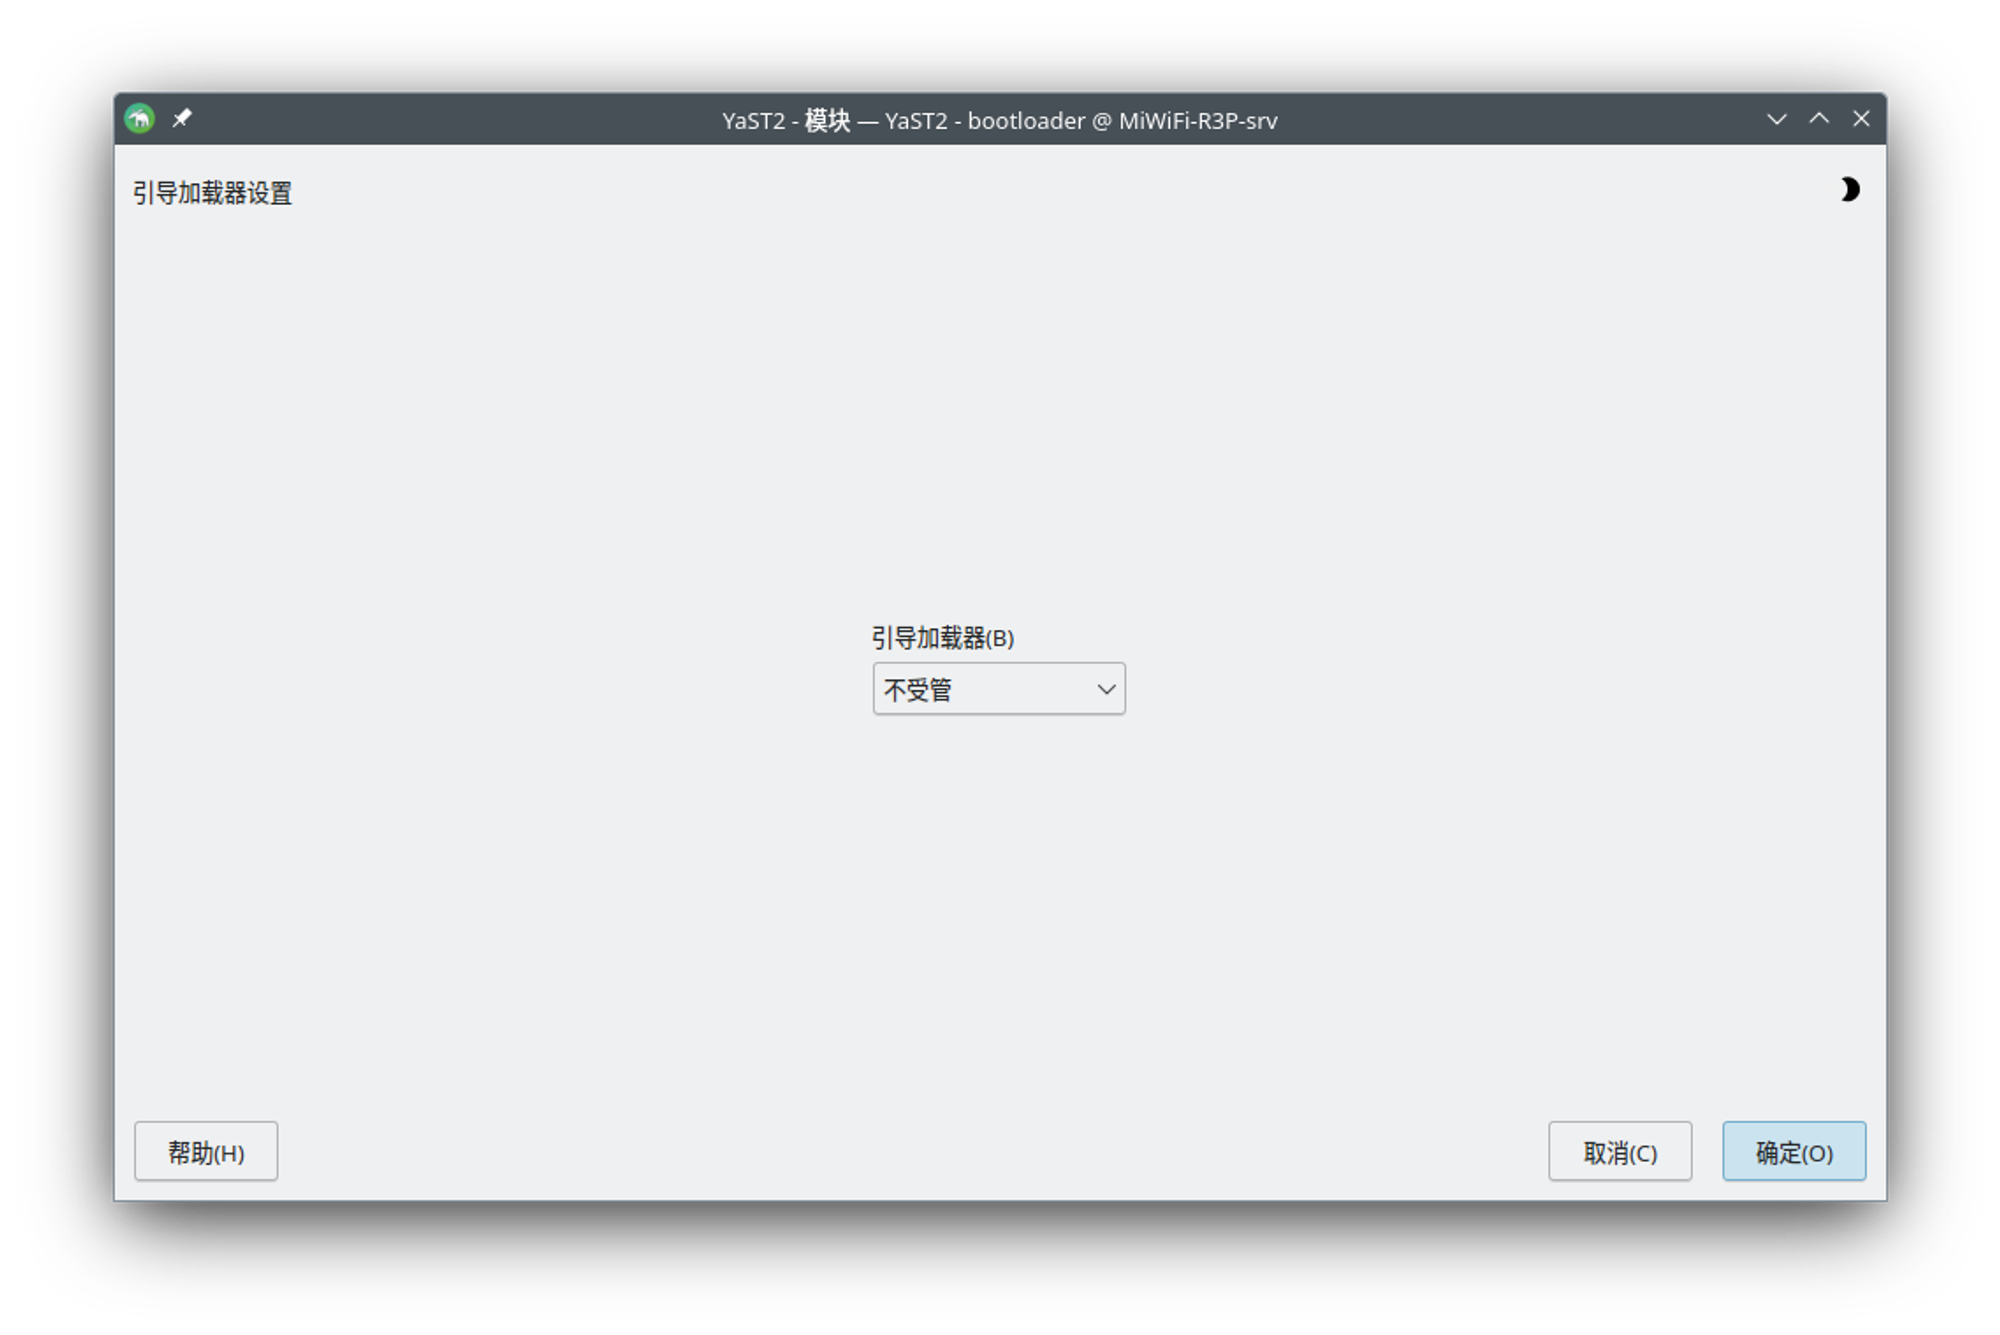 YaST2 - 模块 — YaST2 - bootloader @ MiWiFi-R3P-srv
引导加载器设置
引导加载器(B)
不受管
帮助(H)
取消(C)
确定(O)